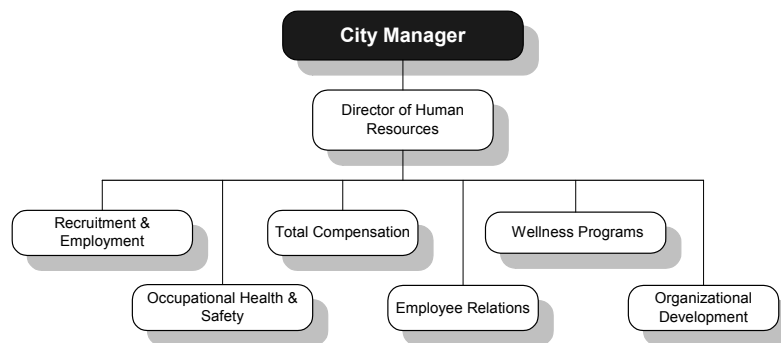 City Manager
Director of Human
Resources
Recruitment &
Employment
Total Compensation
Wellness Programs
Occupational Health &
Safety
Employee Relations
Organizational
Development